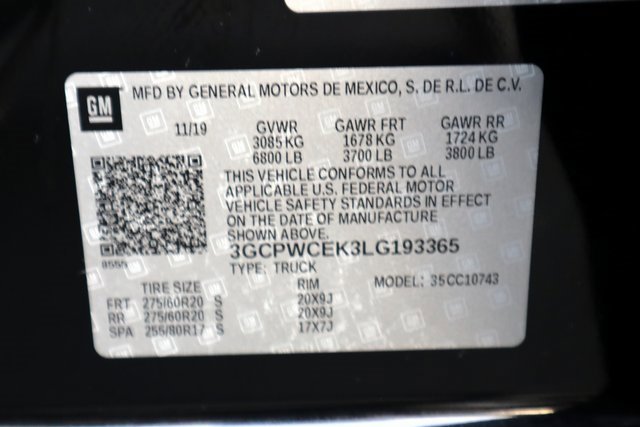 MFD BY GENERAL MOTORS DE MEXICO, S. DE R.L. DE C.V.
GM
11/19 GVWR GAWR FRT GAWR RR
3085 KG 1678 KG 1724 KG
6800 LB 3700 LB 3800 LB
THIS VEHICLE CONFORMS TO ALL
APPLICABLE U.S. FEDERAL MOTOR
VEHICLE SAFETY STANDARDS IN EFFECT
ON THE DATE OF MANUFACTURE
SHOWN ABOVE.
3GCPWCEK3LG193365
8555
TYPE: TRUCK
MODEL: 35CC10743
TIRE SIZE RIM
FRT 275/60R20 S 20X9J
RR 275/60R20 S 20X9J
SPA 255/80R17 S 17X7J